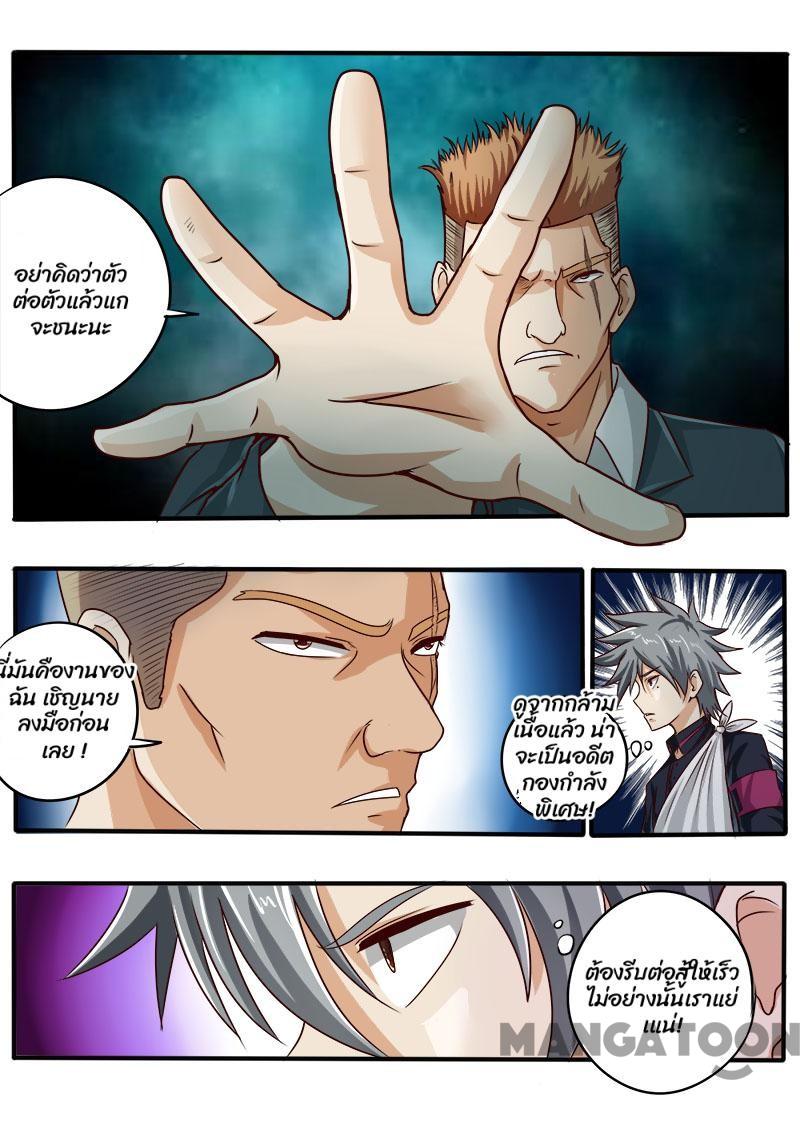 อย่าคิดว่าตัว
ต่อตัวแล้วแก
จะชนะนะ
นี่มันคืองานของ
ฉัน เชิญนาย
ลงมือก่อน
เลย !
ดูจากกล้าม
เนื้อแล้ว น่า
จะเป็นอดีต
กองกำลัง
พิเศษ!
ต้องรีบต่อสู้ให้เร็ว
ไม่อย่างนั้นเราแย่
แน่!
MANGATOON